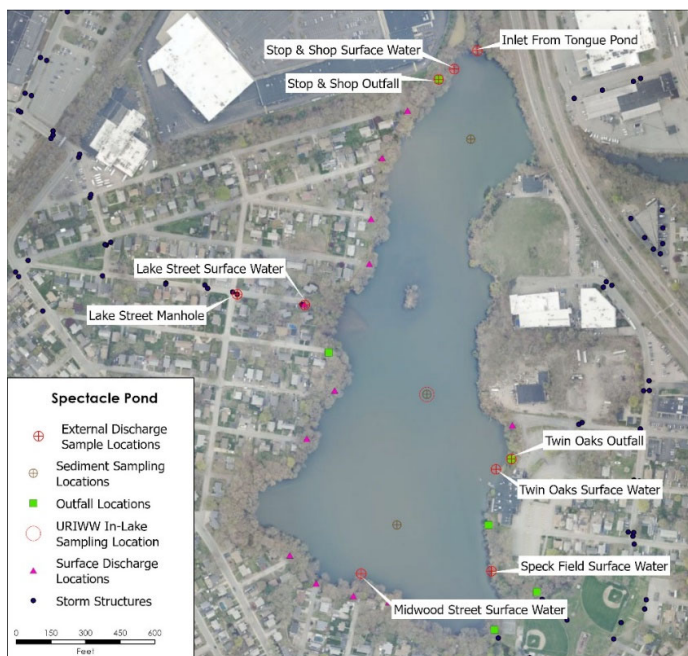 Inlet From Tongue Pond
Stop & Shop Surface Water
Stop & Shop Outfall
Lake Street Surface Water
Lake Street Manhole
Twin Oaks Outfall
Twin Oaks Surface Water
Speck Field Surface Water
Midwood Street Surface Water
Spectacle Pond
External Discharge
Sample Locations
Sediment Sampling
Locations
Outfall Locations
URIWW In-Lake
Sampling Location
Surface Discharge
Locations
Storm Structures
0 150 300 450 600
Feet